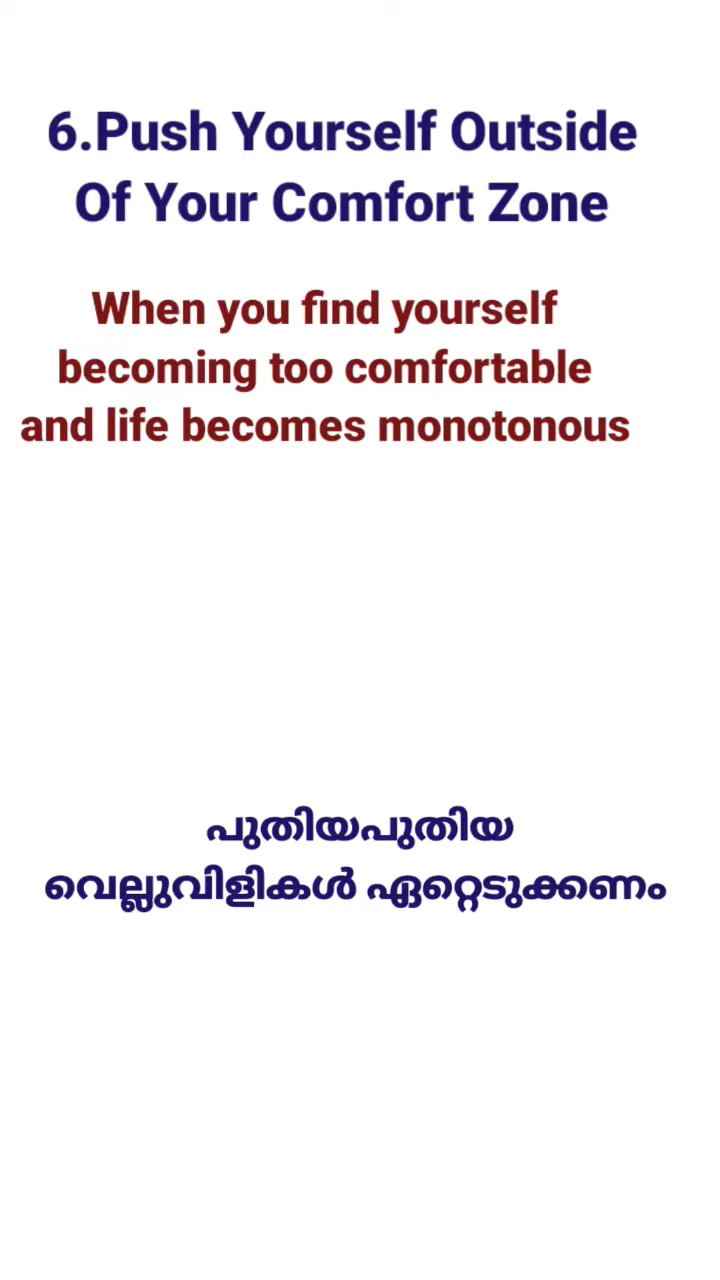 6.Push Yourself Outside
Of Your Comfort Zone
When you find yourself
becoming too comfortable
and life becomes monotonous
പുതിയപുതിയ
വെല്ലുവിളികൾ ഏറ്റെടുക്കണം